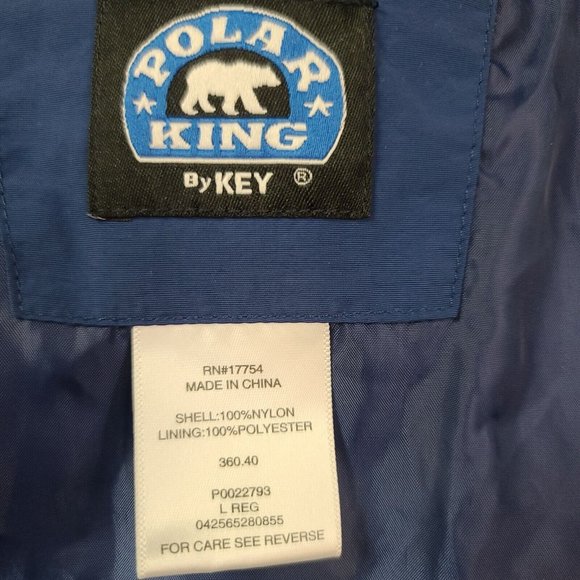 POLAR
KING
By KEY ®
RN#17754
MADE IN CHINA
SHELL:100%NYLON
LINING:100%POLYESTER
360.40
P0022793
L REG
042565280855
FOR CARE SEE REVERSE